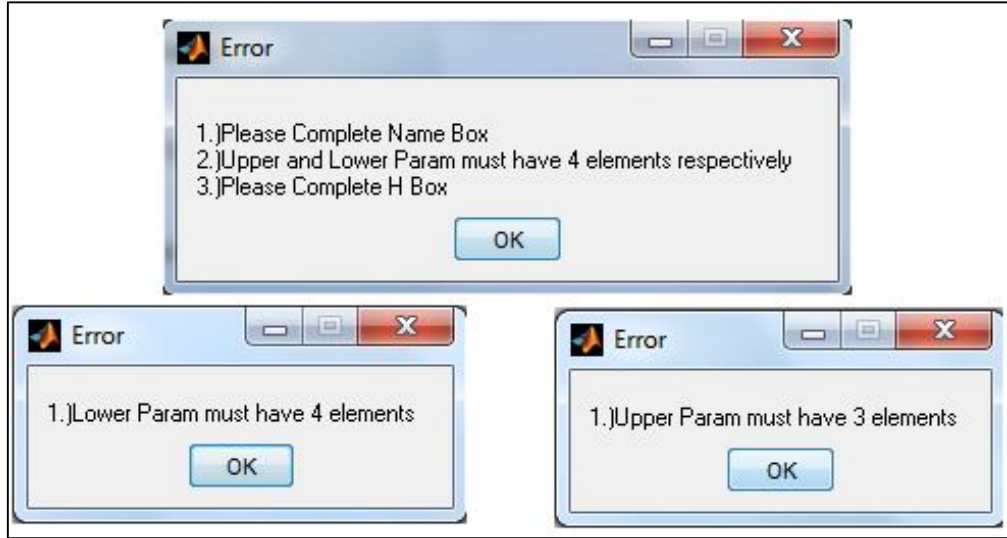 Error
1.)Please Complete Name Box
2.)Upper and Lower Param must have 4 elements respectively
3.)Please Complete H Box
OK
Error
1.)Lower Param must have 4 elements
OK
Error
1.)Upper Param must have 3 elements
OK